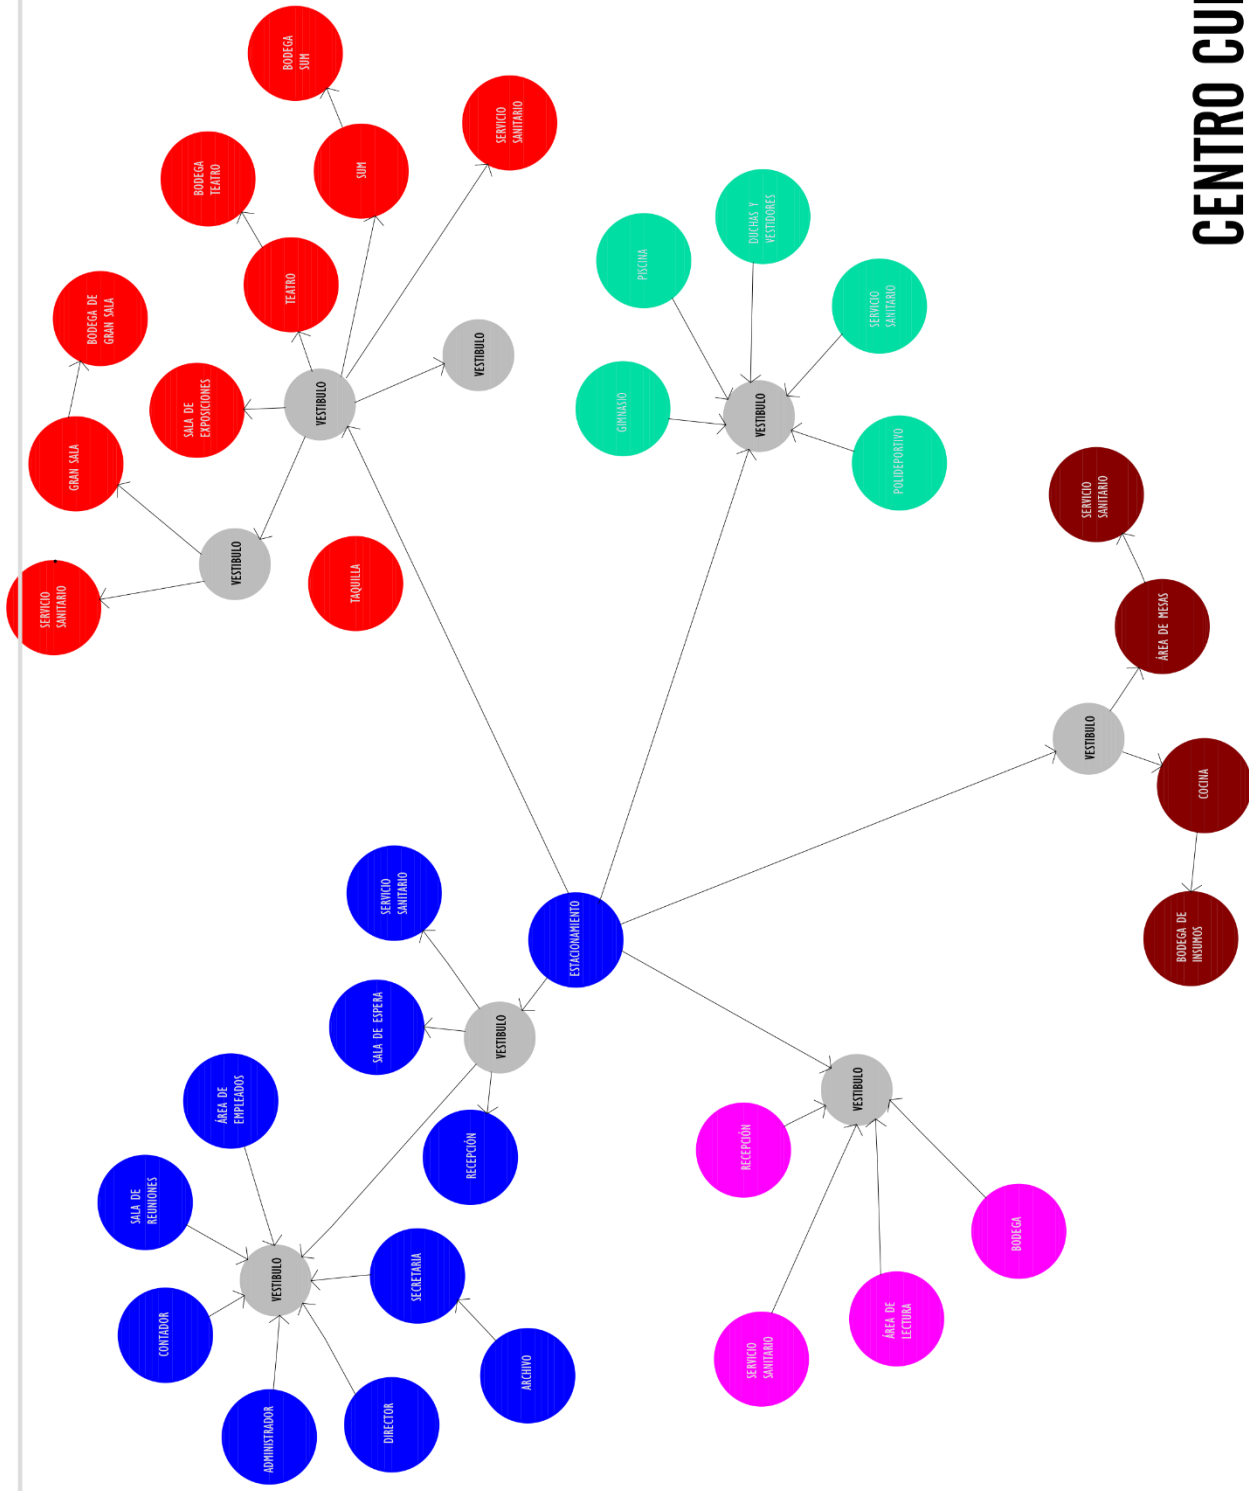 CENTRO
SALA DE
REUNIONES
ÁREA DE
EMPLEADOS
CONTADOR
VESTIBULO
ADMINISTRADOR
DIRECTOR
SECRETARIA
ARCHIVO
SALA DE ESPERA
SERVICIO
SANITARIO
RECEPCIÓN
VESTIBULO
ESTACIONAMIENTO
SERVICIO
SANITARIO
GRAN SALA
BODEGA DE
GRAN SALA
VESTIBULO
SALA DE
EXPOSICIONES
BODEGA
TEATRO
TEATRO
BODEGA
SUM
SUM
VESTIBULO
TAQUILLA
VESTIBULO
SERVICIO
SANITARIO
GIMNASIO
PISCINA
DUCHAS Y
VESTIDORES
VESTIBULO
SERVICIO
SANITARIO
POLIDEPORTIVO
RECEPCIÓN
SERVICIO
SANITARIO
VESTIBULO
ÁREA DE
LECTURA
BODEGA
VESTIBULO
SERVICIO
SANITARIO
ÁREA DE MESAS
COCINA
BODEGA DE
INSUMOS